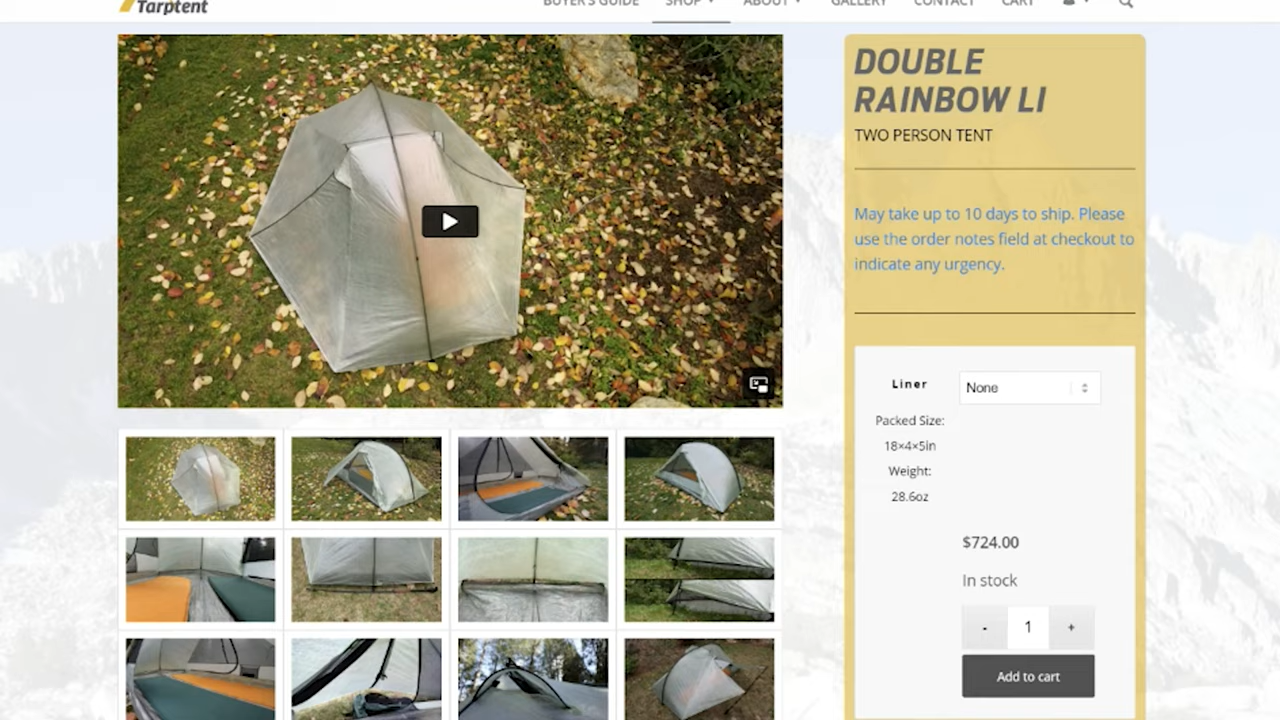 Tarptent
BUYER'S GUIDE SHOP ABOUT GALLERY CONTACT CART
DOUBLE
RAINBOW LI
TWO PERSON TENT
May take up to 10 days to ship. Please
use the order notes field at checkout to
indicate any urgency.
Liner None
Packed Size:
18×4×5in
Weight:
28.6oz
$724.00
In stock
- 1 +
Add to cart